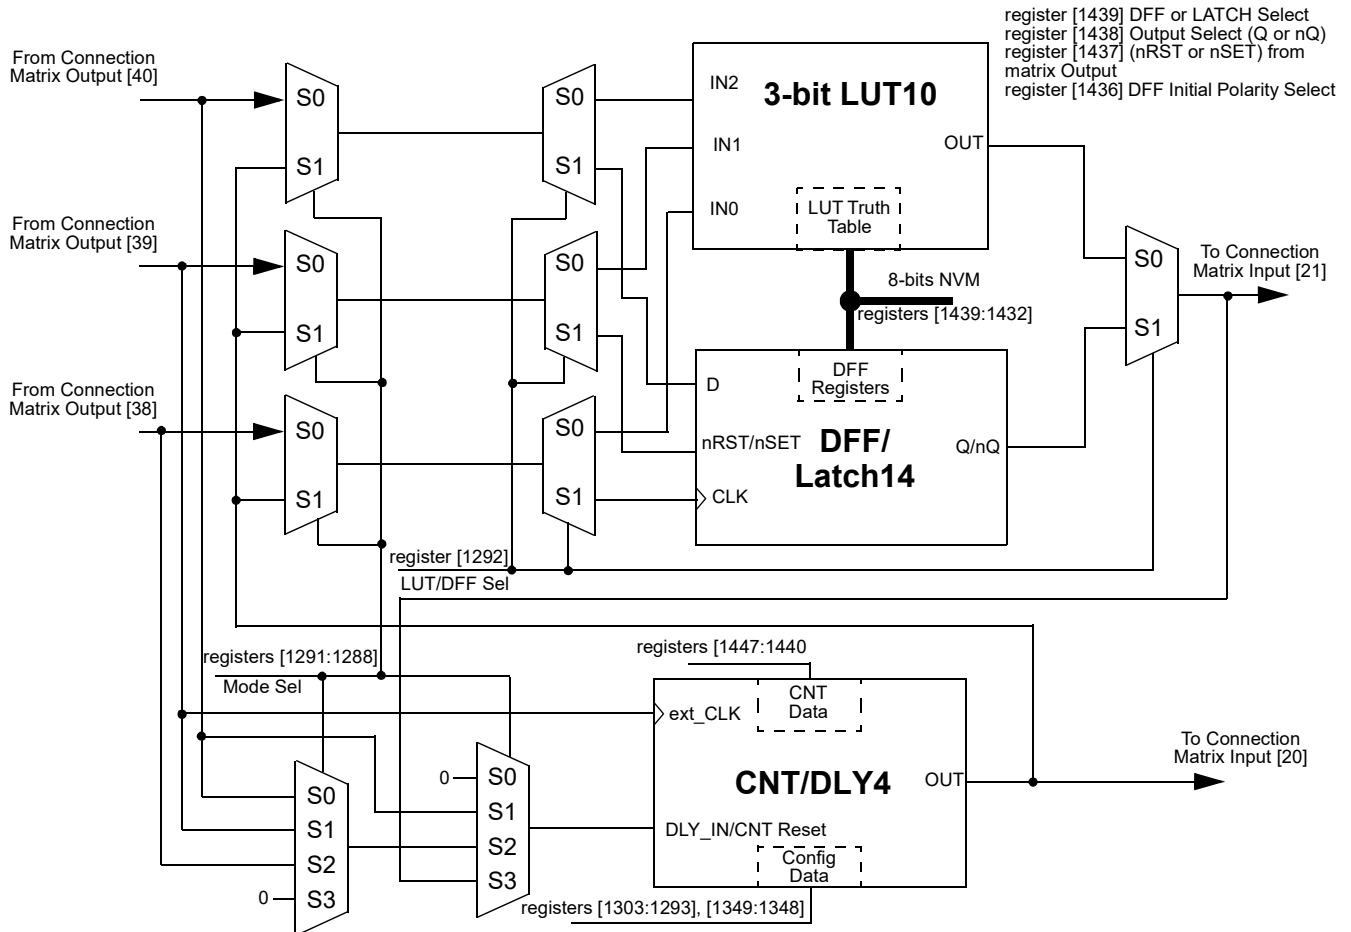 register [1439] DFF or LATCH Select
register [1438] Output Select (Q or nQ)
register [1437] (nRST or nSET) from
matrix Output
register [1436] DFF Initial Polarity Select
From Connection
Matrix Output [40]
S0
S1
S0
S1
IN2
IN1
IN0
3-bit LUT10
OUT
LUT Truth
Table
From Connection
Matrix Output [39]
S0
S1
S0
S1
8-bits NVM
registers [1439:1432]
S0
S1
To Connection
Matrix Input [21]
From Connection
Matrix Output [38]
S0
S1
S0
S1
DFF
Registers
D
nRST/nSET
CLK
DFF/
Latch14
Q/nQ
register [1292]
LUT/DFF Sel
registers [1291:1288]
Mode Sel
registers [1447:1440
CNT
Data
ext_CLK
CNT/DLY4
OUT
DLY_IN/CNT Reset
Config
Data
To Connection
Matrix Input [20]
S0
S1
S2
S3
0
0
S0
S1
S2
S3
registers [1303:1293], [1349:1348]